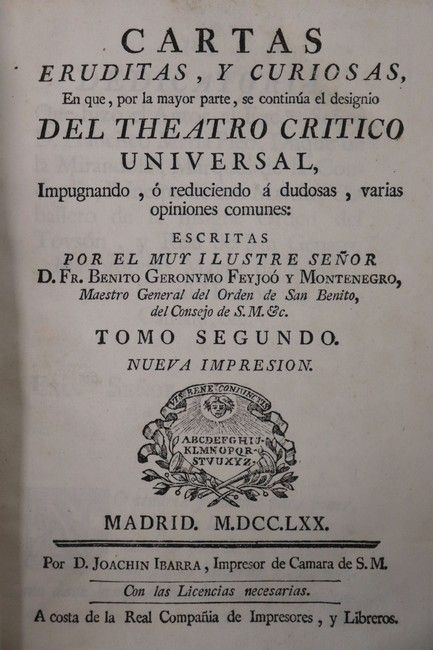 CARTAS
ERUDITAS, Y CURIOSAS,
En que, por la mayor parte, se continúa el designio
DEL THEATRO CRITICO
UNIVERSAL,
Impugnando, ó reduciendo á dudosas, varias
opiniones comunes:
ESCRITAS
POR EL MUY ILUSTRE SEÑOR
D. FR. BENITO GERONYMO FEYJOÓ Y MONTENEGRO,
Maestro General del Orden de San Benito,
del Consejo de S. M. &c.
TOMO SEGUNDO.
NUEVA IMPRESION.
BENE CONJUNCTIS
ABCDEFGHIJ-
KLMNOPQR-
STVUXYZ.
MADRID. M.DCC.LXX.
Por D. JOACHIN IBARRA, Impresor de Camara de S. M.
Con las Licencias necesarias.
A costa de la Real Compañia de Impresores, y Libreros.